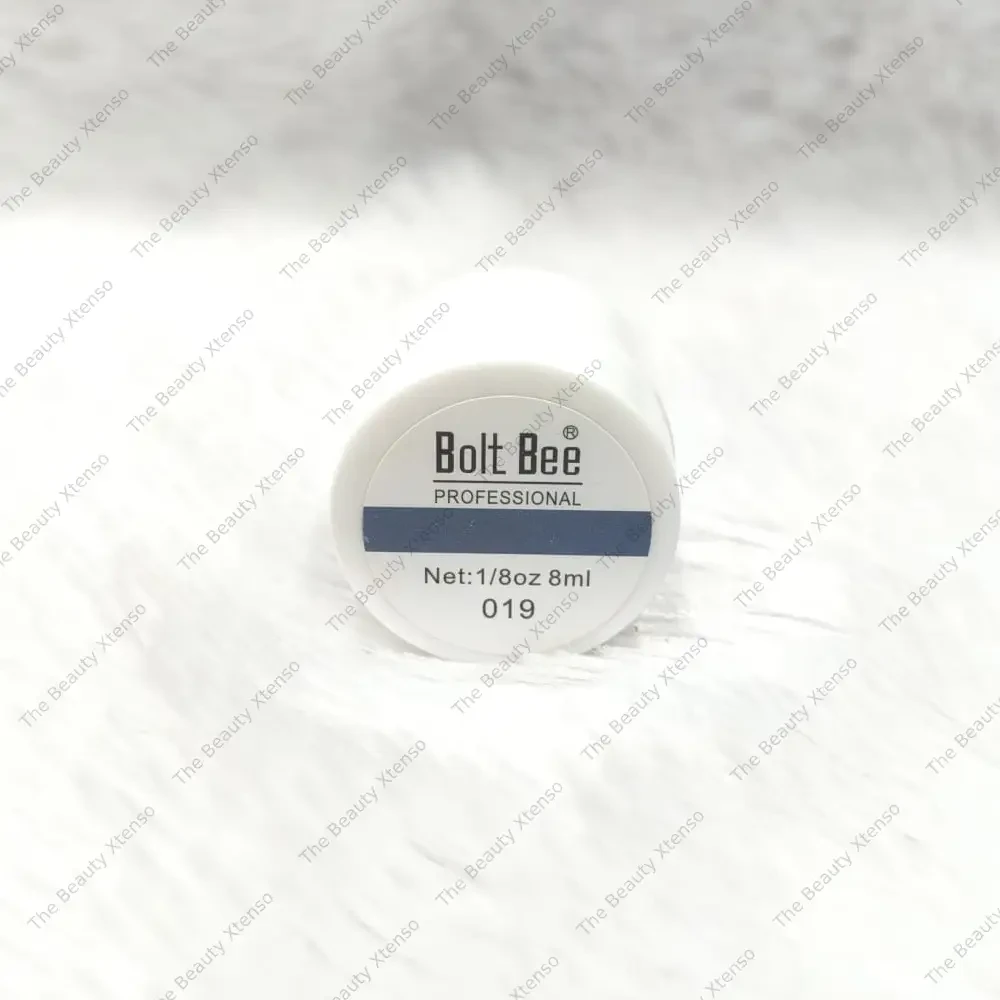 Bolt Bee®
PROFESSIONAL
Net:1/8oz 8ml
019
The Beauty Xtenso